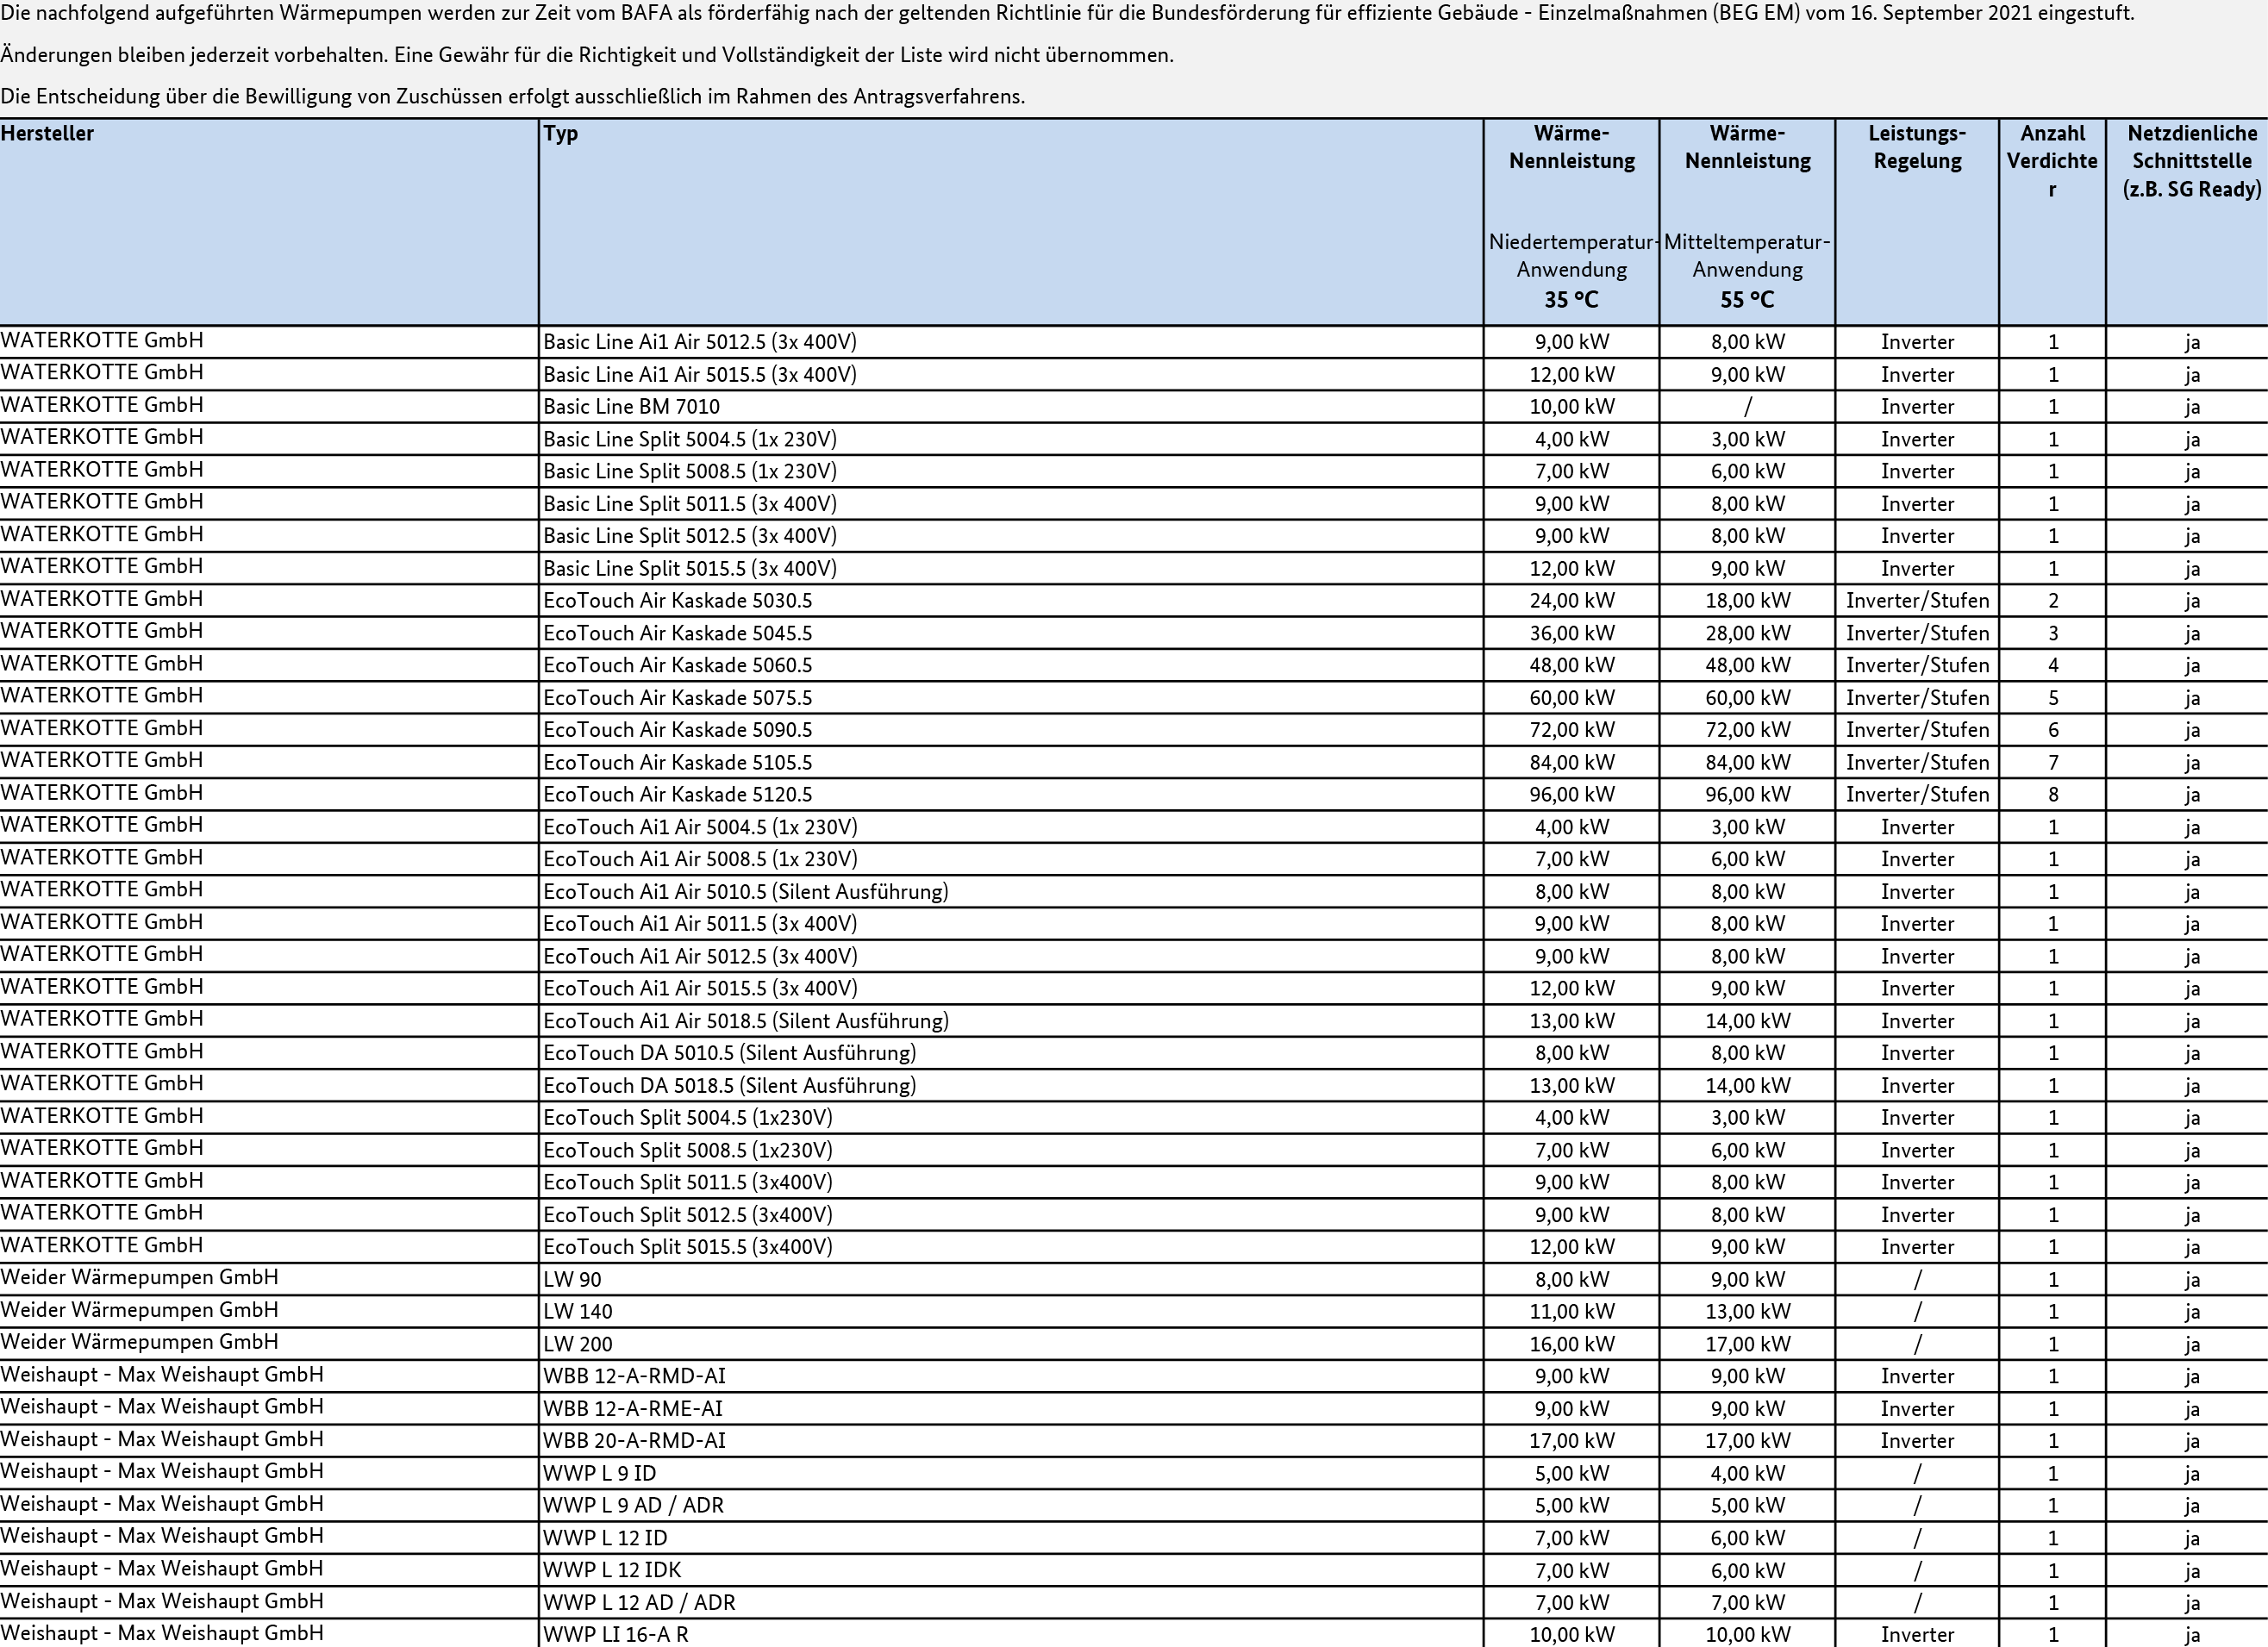 Die nachfolgend aufgeführten Wärmepumpen werden zur Zeit vom BAFA als förderfähig nach der geltenden Richtlinie für die Bundesförderung für effiziente Gebäude - Einzelmaßnahmen (BEG EM) vom 16. September 2021 eingestuft.
Änderungen bleiben jederzeit vorbehalten. Eine Gewähr für die Richtigkeit und Vollständigkeit der Liste wird nicht übernommen.
Die Entscheidung über die Bewilligung von Zuschüssen erfolgt ausschließlich im Rahmen des Antragsverfahrens.
Hersteller Typ Wärme- Wärme- Leistungs- Anzahl Netzdienliche
Nennleistung Nennleistung Regelung Verdichte Schnittstelle
r (z.B. SG Ready)
Niedertemperatur- Mitteltemperatur-
Anwendung Anwendung
35 °C 55 °C
WATERKOTTE GmbH Basic Line Ai1 Air 5012.5 (3x 400V) 9,00 kW 8,00 kW Inverter 1 ja
WATERKOTTE GmbH Basic Line Ai1 Air 5015.5 (3x 400V) 12,00 kW 9,00 kW Inverter 1 ja
WATERKOTTE GmbH Basic Line BM 7010 10,00 kW / Inverter 1 ja
WATERKOTTE GmbH Basic Line Split 5004.5 (1x 230V) 4,00 kW 3,00 kW Inverter 1 ja
WATERKOTTE GmbH Basic Line Split 5008.5 (1x 230V) 7,00 kW 6,00 kW Inverter 1 ja
WATERKOTTE GmbH Basic Line Split 5011.5 (3x 400V) 9,00 kW 8,00 kW Inverter 1 ja
WATERKOTTE GmbH Basic Line Split 5012.5 (3x 400V) 9,00 kW 8,00 kW Inverter 1 ja
WATERKOTTE GmbH Basic Line Split 5015.5 (3x 400V) 12,00 kW 9,00 kW Inverter 1 ja
WATERKOTTE GmbH EcoTouch Air Kaskade 5030.5 24,00 kW 18,00 kW Inverter/Stufen 2 ja
WATERKOTTE GmbH EcoTouch Air Kaskade 5045.5 36,00 kW 28,00 kW Inverter/Stufen 3 ja
WATERKOTTE GmbH EcoTouch Air Kaskade 5060.5 48,00 kW 48,00 kW Inverter/Stufen 4 ja
WATERKOTTE GmbH EcoTouch Air Kaskade 5075.5 60,00 kW 60,00 kW Inverter/Stufen 5 ja
WATERKOTTE GmbH EcoTouch Air Kaskade 5090.5 72,00 kW 72,00 kW Inverter/Stufen 6 ja
WATERKOTTE GmbH EcoTouch Air Kaskade 5105.5 84,00 kW 84,00 kW Inverter/Stufen 7 ja
WATERKOTTE GmbH EcoTouch Air Kaskade 5120.5 96,00 kW 96,00 kW Inverter/Stufen 8 ja
WATERKOTTE GmbH EcoTouch Ai1 Air 5004.5 (1x 230V) 4,00 kW 3,00 kW Inverter 1 ja
WATERKOTTE GmbH EcoTouch Ai1 Air 5008.5 (1x 230V) 7,00 kW 6,00 kW Inverter 1 ja
WATERKOTTE GmbH EcoTouch Ai1 Air 5010.5 (Silent Ausführung) 8,00 kW 8,00 kW Inverter 1 ja
WATERKOTTE GmbH EcoTouch Ai1 Air 5011.5 (3x 400V) 9,00 kW 8,00 kW Inverter 1 ja
WATERKOTTE GmbH EcoTouch Ai1 Air 5012.5 (3x 400V) 9,00 kW 8,00 kW Inverter 1 ja
WATERKOTTE GmbH EcoTouch Ai1 Air 5015.5 (3x 400V) 12,00 kW 9,00 kW Inverter 1 ja
WATERKOTTE GmbH EcoTouch Ai1 Air 5018.5 (Silent Ausführung) 13,00 kW 14,00 kW Inverter 1 ja
WATERKOTTE GmbH EcoTouch DA 5010.5 (Silent Ausführung) 8,00 kW 8,00 kW Inverter 1 ja
WATERKOTTE GmbH EcoTouch DA 5018.5 (Silent Ausführung) 13,00 kW 14,00 kW Inverter 1 ja
WATERKOTTE GmbH EcoTouch Split 5004.5 (1x230V) 4,00 kW 3,00 kW Inverter 1 ja
WATERKOTTE GmbH EcoTouch Split 5008.5 (1x230V) 7,00 kW 6,00 kW Inverter 1 ja
WATERKOTTE GmbH EcoTouch Split 5011.5 (3x400V) 9,00 kW 8,00 kW Inverter 1 ja
WATERKOTTE GmbH EcoTouch Split 5012.5 (3x400V) 9,00 kW 8,00 kW Inverter 1 ja
WATERKOTTE GmbH EcoTouch Split 5015.5 (3x400V) 12,00 kW 9,00 kW Inverter 1 ja
Weider Wärmepumpen GmbH LW 90 8,00 kW 9,00 kW / 1 ja
Weider Wärmepumpen GmbH LW 140 11,00 kW 13,00 kW / 1 ja
Weider Wärmepumpen GmbH LW 200 16,00 kW 17,00 kW / 1 ja
Weishaupt - Max Weishaupt GmbH WBB 12-A-RMD-AI 9,00 kW 9,00 kW Inverter 1 ja
Weishaupt - Max Weishaupt GmbH WBB 12-A-RME-AI 9,00 kW 9,00 kW Inverter 1 ja
Weishaupt - Max Weishaupt GmbH WBB 20-A-RMD-AI 17,00 kW 17,00 kW Inverter 1 ja
Weishaupt - Max Weishaupt GmbH WWP L 9 ID 5,00 kW 4,00 kW / 1 ja
Weishaupt - Max Weishaupt GmbH WWP L 9 AD / ADR 5,00 kW 5,00 kW / 1 ja
Weishaupt - Max Weishaupt GmbH WWP L 12 ID 7,00 kW 6,00 kW / 1 ja
Weishaupt - Max Weishaupt GmbH WWP L 12 IDK 7,00 kW 6,00 kW / 1 ja
Weishaupt - Max Weishaupt GmbH WWP L 12 AD / ADR 7,00 kW 7,00 kW / 1 ja
Weishaupt - Max Weishaupt GmbH WWP LI 16-A R 10,00 kW 10,00 kW Inverter 1 ja